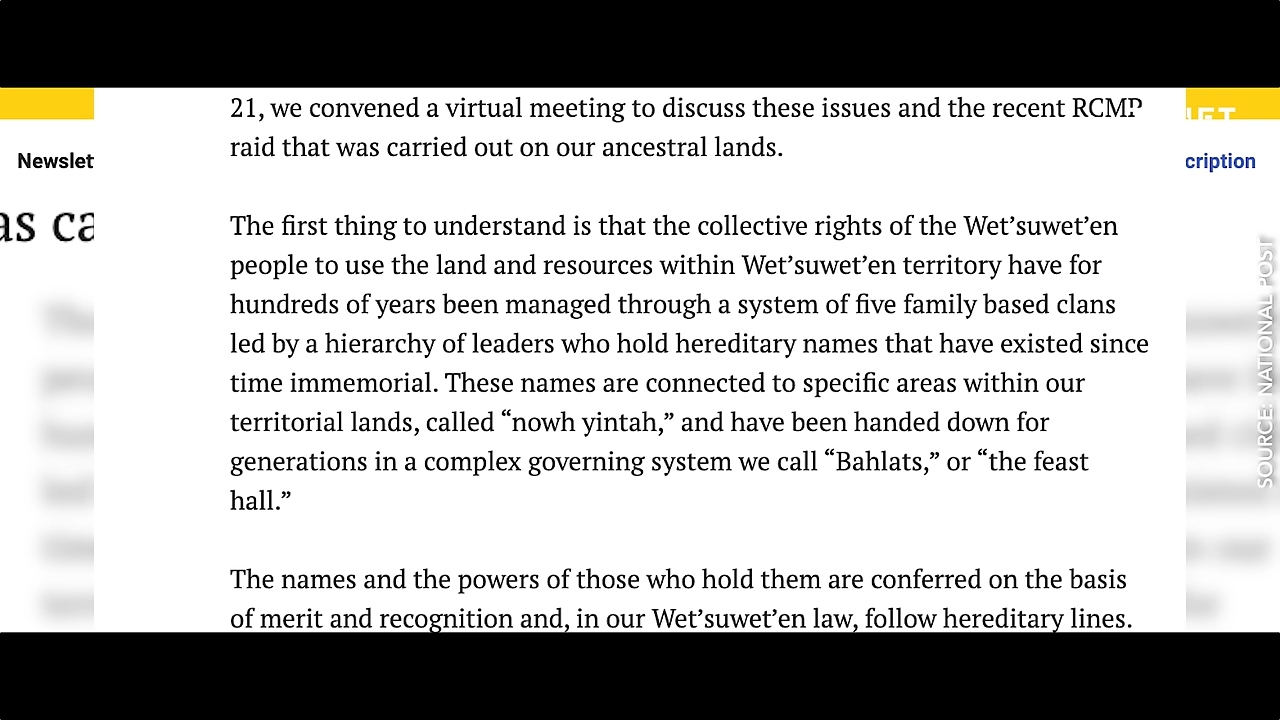 21, we convened a virtual meeting to discuss these issues and the recent RCMP
raid that was carried out on our ancestral lands.
Newslet
cription
as ca
The first thing to understand is that the collective rights of the Wet’suwet’en
people to use the land and resources within Wet’suwet’en territory have for
hundreds of years been managed through a system of five family based clans
led by a hierarchy of leaders who hold hereditary names that have existed since
time immemorial. These names are connected to specific areas within our
territorial lands, called “nowh yintah,” and have been handed down for
generations in a complex governing system we call “Bahlats,” or “the feast
hall.”
The names and the powers of those who hold them are conferred on the basis
of merit and recognition and, in our Wet’suwet’en law, follow hereditary lines.
SOURCE: NATIONAL POST